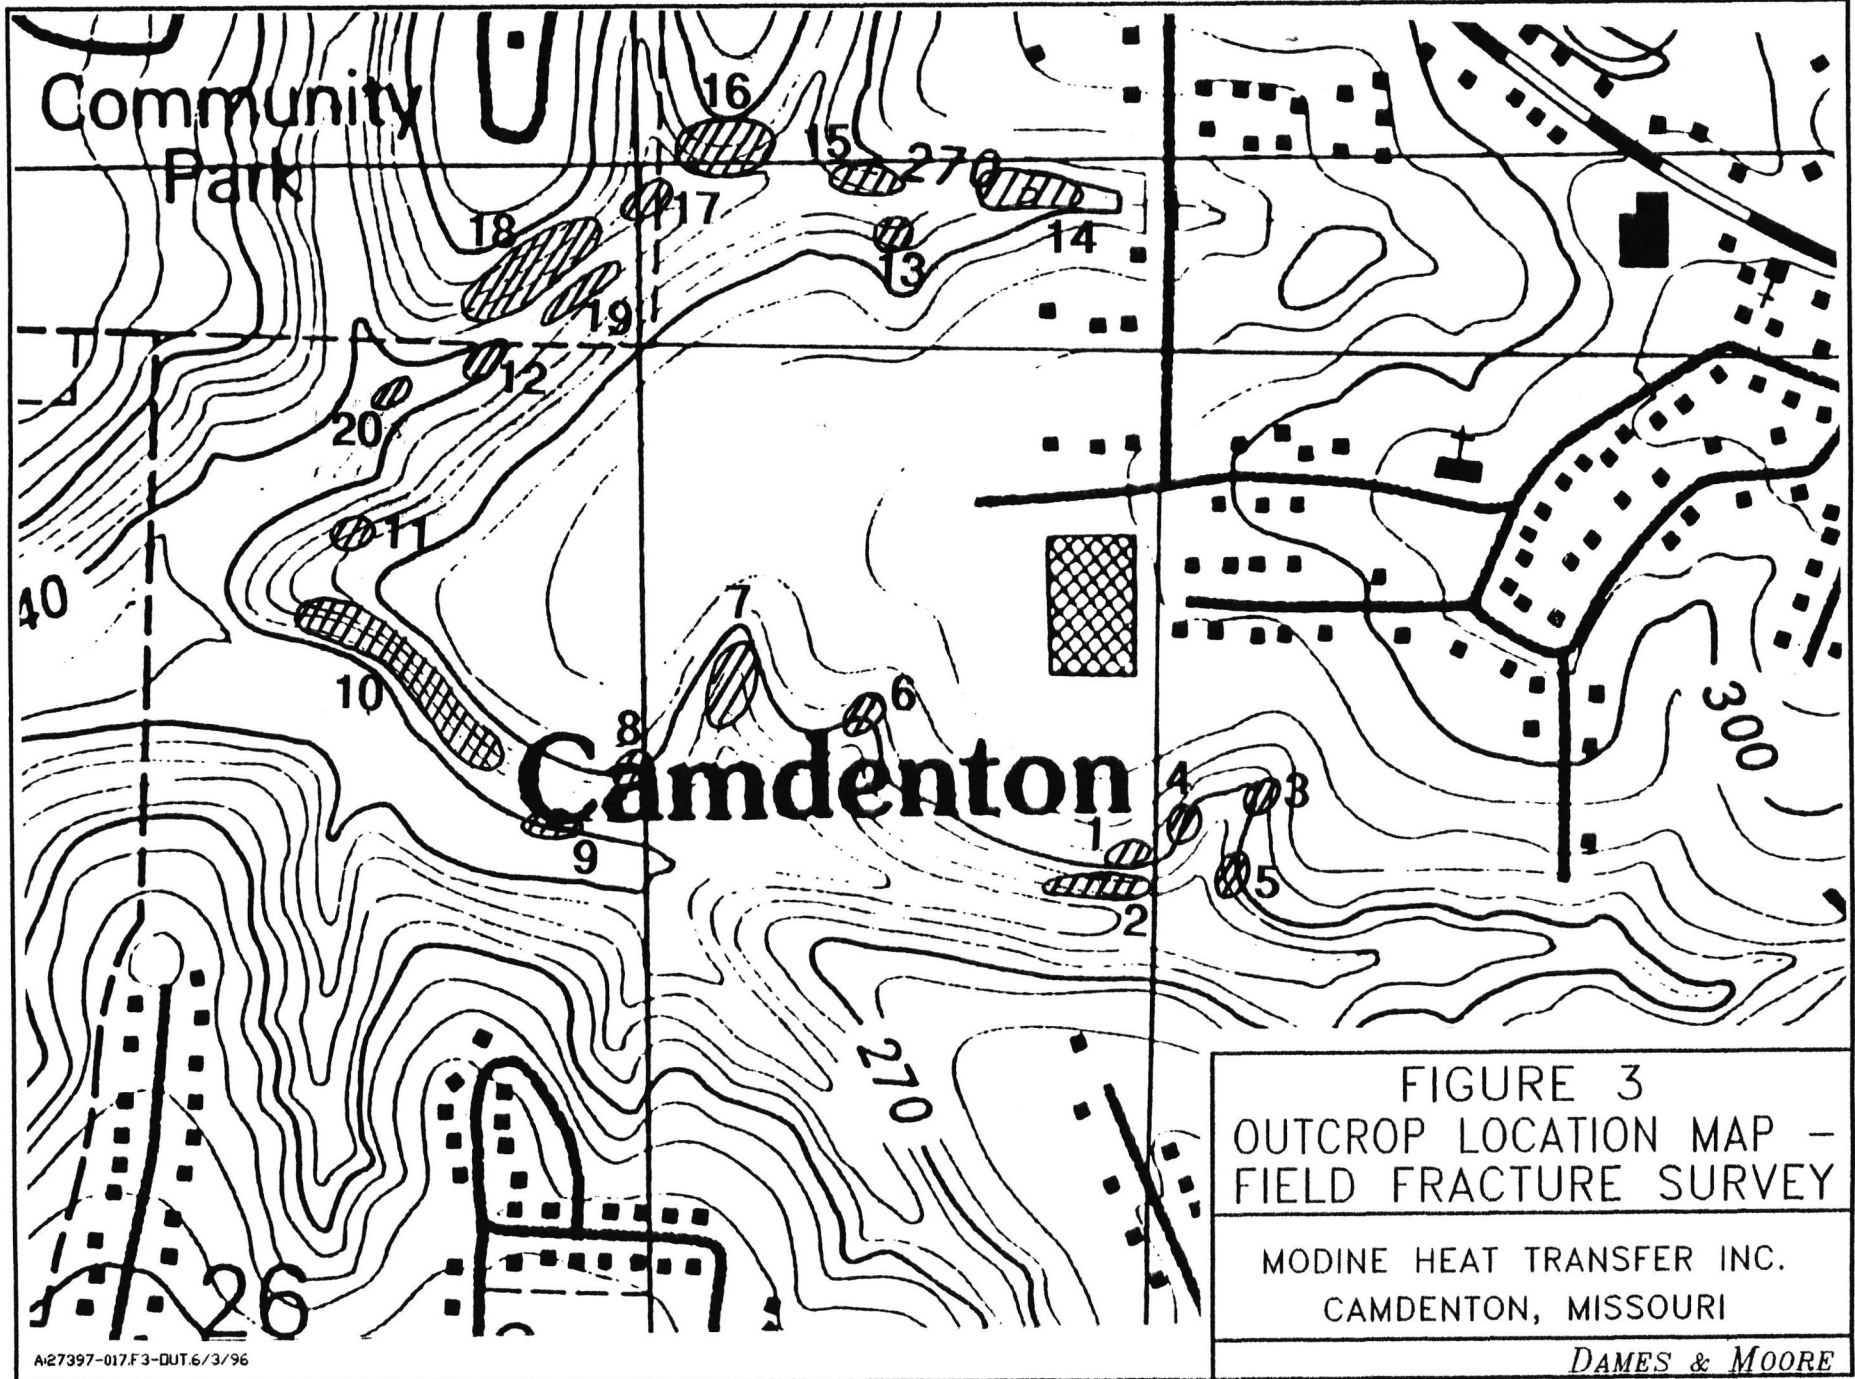 Community
Park
16
15
270
17
14
18
13
19
12
20
11
40
7
10
6
8
300
Camdenton
4
3
1
9
5
2
270
26
FIGURE 3
OUTCROP LOCATION MAP –
FIELD FRACTURE SURVEY
MODINE HEAT TRANSFER INC.
CAMDENTON, MISSOURI
DAMES & MOORE
A:27397-017.F3-OUT.6/3/96